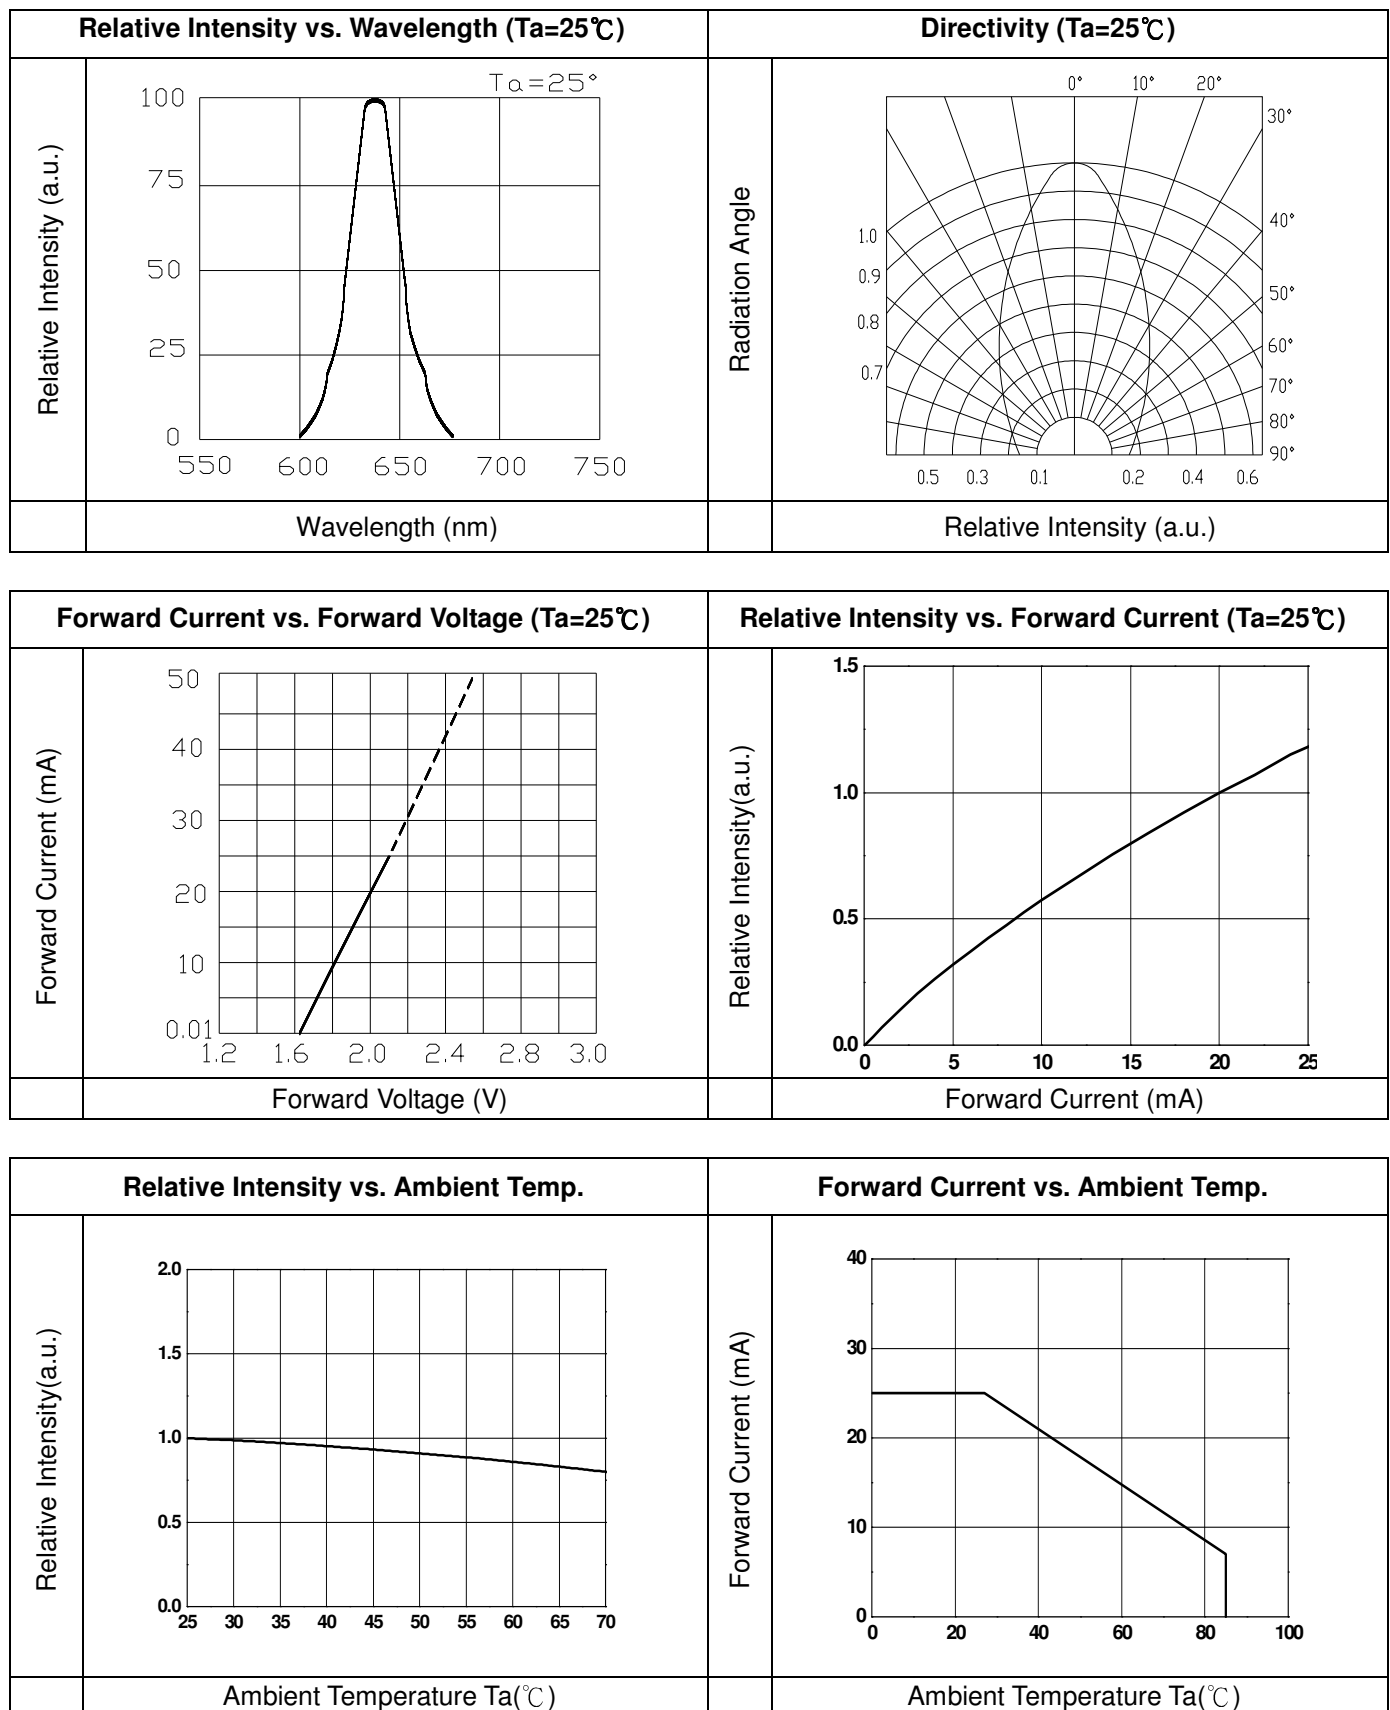 Relative Intensity vs. Wavelength (Ta=25℃)
Directivity (Ta=25℃)
Relative Intensity (a.u.)
Ta=25°
100
75
50
25
0
550 600 650 700 750
Wavelength (nm)
Radiation Angle
0° 10° 20°
30°
40°
50°
60°
70°
80°
90°
1.0
0.9
0.8
0.7
0.5 0.3 0.1 0.2 0.4 0.6
Relative Intensity (a.u.)
Forward Current vs. Forward Voltage (Ta=25℃)
Relative Intensity vs. Forward Current (Ta=25℃)
Forward Current (mA)
50
40
30
20
10
0.01
1.2 1.6 2.0 2.4 2.8 3.0
Forward Voltage (V)
Relative Intensity(a.u.)
1.5
1.0
0.5
0.0
0 5 10 15 20 25
Forward Current (mA)
Relative Intensity vs. Ambient Temp.
Forward Current vs. Ambient Temp.
Relative Intensity(a.u.)
2.0
1.5
1.0
0.5
0.0
25 30 35 40 45 50 55 60 65 70
Ambient Temperature Ta(℃)
Forward Current (mA)
40
30
20
10
0
0 20 40 60 80 100
Ambient Temperature Ta(℃)